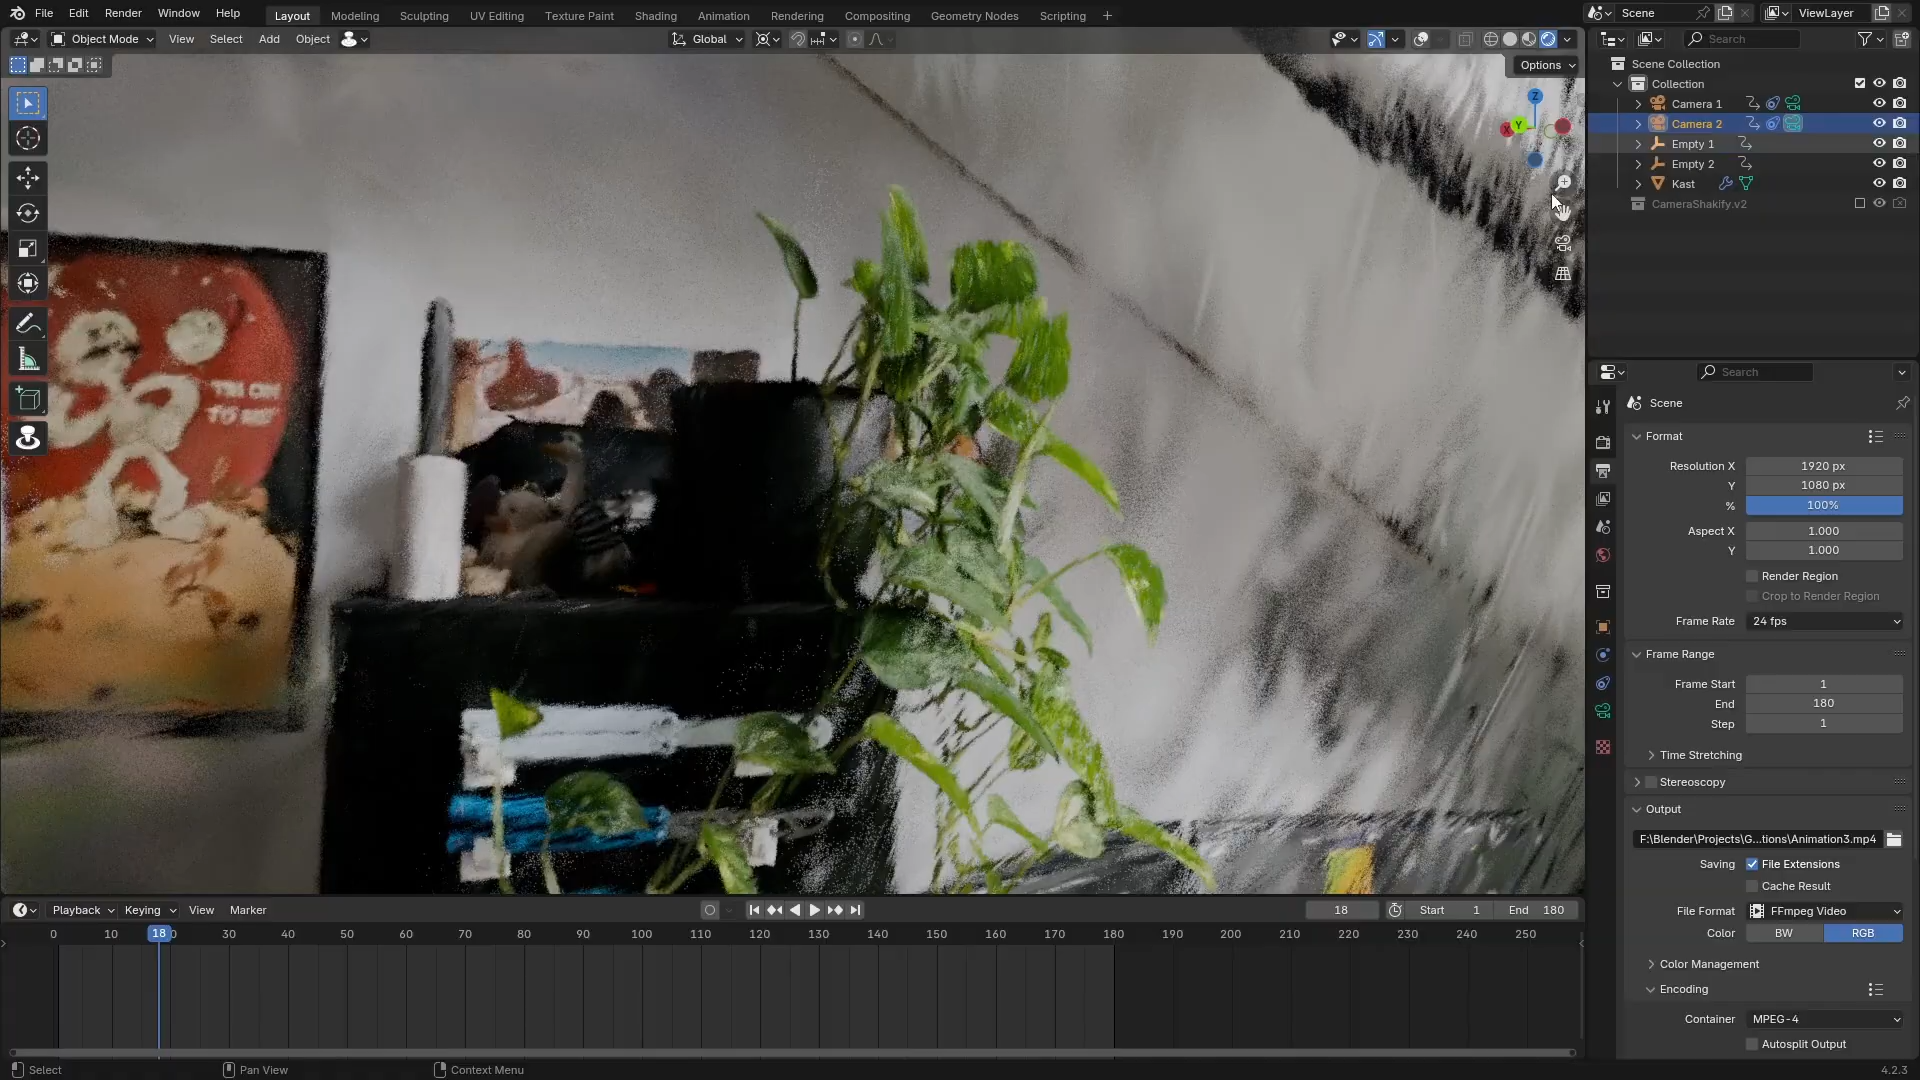 File Edit Render Window Help Layout Modeling Sculpting UV Editing Texture Paint Shading Animation Rendering Compositing Geometry Nodes Scripting + Scene ViewLayer
Object Mode View Select Add Object Global Search
Options
Scene Collection
Collection
Camera 1
Camera 2
Empty 1
Empty 2
Kast
CameraShakify.v2
Z
Y
X
Search
Scene
Format
Resolution X 1920 px
Y 1080 px
% 100%
Aspect X 1.000
Y 1.000
Render Region
Crop to Render Region
Frame Rate 24 fps
Frame Range
Frame Start 1
End 180
Step 1
Time Stretching
Stereoscopy
Output
F:\Blender\Projects\G...tions\Animation3.mp4
Saving File Extensions
Cache Result
File Format FFmpeg Video
Color BW RGB
Color Management
Encoding
Container MPEG-4
Autosplit Output
Playback Keying View Marker 18 Start 1 End 180
0 10 18 30 40 50 60 70 80 90 100 110 120 130 140 150 160 170 180 190 200 210 220 230 240 250
Select Pan View Context Menu 4.2.3